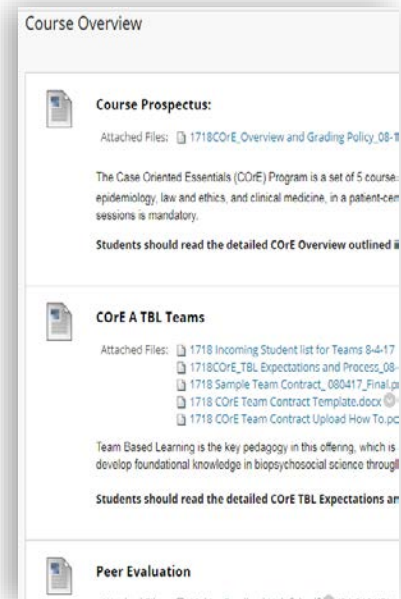 Course Overview
Course Prospectus:
Attached Files: 1718COrE_Overview and Grading Policy_08-1
The Case Oriented Essentials (COrE) Program is a set of 5 course
epidemiology, law and ethics, and clinical medicine, in a patient-cen
sessions is mandatory.
Students should read the detailed COrE Overview outlined
COrE A TBL Teams
Attached Files: 1718 Incoming Student list for Teams 8-4-17
1718COrE_TBL Expectations and Process_08-
1718 Sample Team Contract_ 080417_Final.p
1718 COrE Team Contract Template.docx
1718 COrE Team Contract Upload How To.pd
Team Based Learning is the key pedagogy in this offering, which is
develop foundational knowledge in biopsychosocial science through
Students should read the detailed COrE TBL Expectations an
Peer Evaluation